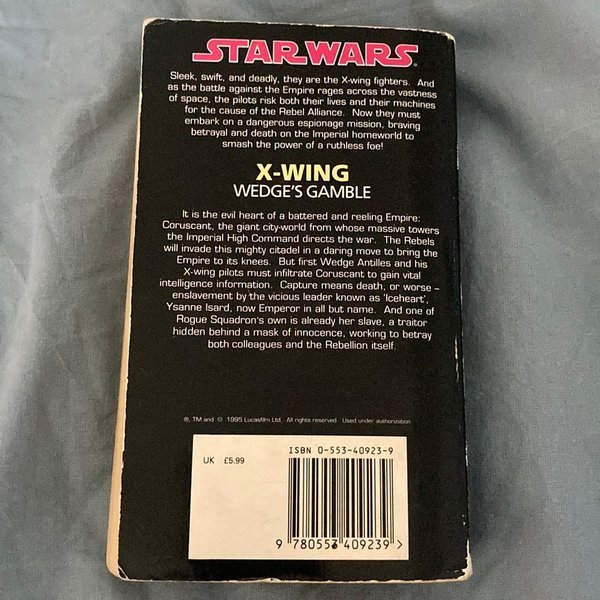 STAR WARS
Sleek, swift, and deadly, they are the X-wing fighters. And
as the battle against the Empire rages across the vastness
of space, the pilots risk both their lives and their machines
for the cause of the Rebel Alliance. Now they must
embark on a dangerous espionage mission, braving
betrayal and death on the Imperial homeworld to
smash the power of a ruthless foe!
X-WING
WEDGE'S GAMBLE
It is the evil heart of a battered and reeling Empire:
Coruscant, the giant city-world from whose massive towers
the Imperial High Command directs the war. The Rebels
will invade this mighty citadel in a daring move to bring the
Empire to its knees. But first Wedge Antilles and his
X-wing pilots must infiltrate Coruscant to gain vital
intelligence information. Capture means death, or worse –
enslavement by the vicious leader known as 'Iceheart',
Ysanne Isard, now Emperor in all but name. And one of
Rogue Squadron's own is already her slave, a traitor
hidden behind a mask of innocence, working to betray
both colleagues and the Rebellion itself.
®, TM and © 1995 Lucasfilm Ltd. All rights reserved. Used under authorization
ISBN 0-553-40923-9
UK £5.99
9 780553 409239 >